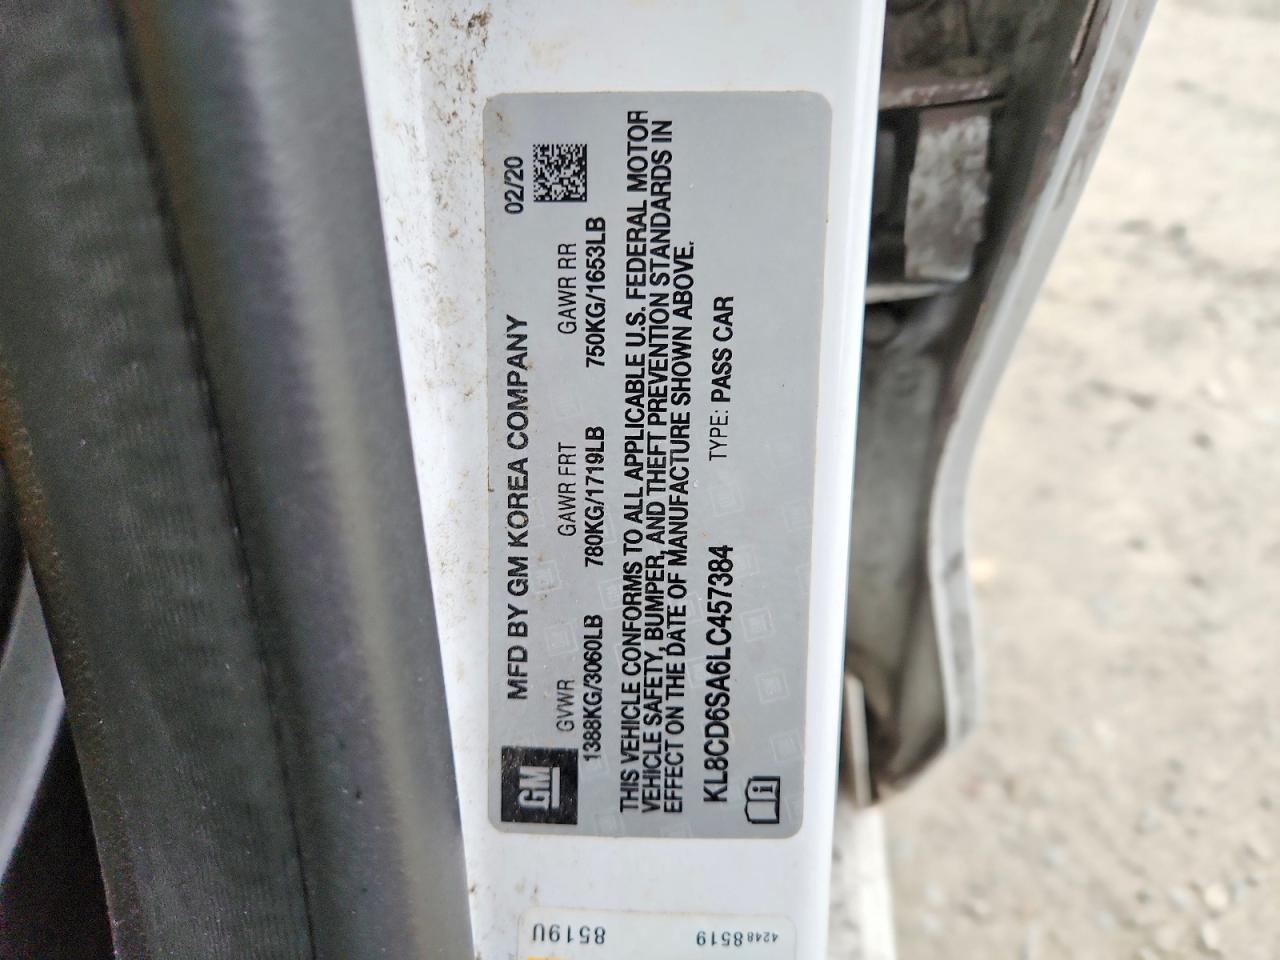 GM
MFD BY GM KOREA COMPANY 02/20
GVWR GAWR FRT GAWR RR
1388KG/3060LB 780KG/1719LB 750KG/1653LB
THIS VEHICLE CONFORMS TO ALL APPLICABLE U.S. FEDERAL MOTOR
VEHICLE SAFETY, BUMPER, AND THEFT PREVENTION STANDARDS IN
EFFECT ON THE DATE OF MANUFACTURE SHOWN ABOVE.
KL8CD6SA6LC457384 TYPE: PASS CAR
i
42488519
8519U